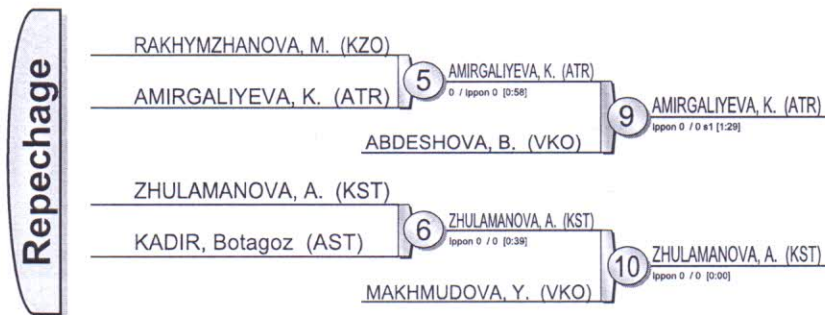 Repechage
RAKHYMZHANOVA, M. (KZO)
AMIRGALIYEVA, K. (ATR)
5
AMIRGALIYEVA, K. (ATR)
0 / Ippon 0 [0:58]
ABDESHOVA, B. (VKO)
9
AMIRGALIYEVA, K. (ATR)
Ippon 0 / 0 s1 [1:29]
ZHULAMANOVA, A. (KST)
KADIR, Botagoz (AST)
6
ZHULAMANOVA, A. (KST)
Ippon 0 / 0 [0:39]
MAKHMUDOVA, Y. (VKO)
10
ZHULAMANOVA, A. (KST)
Ippon 0 / 0 [0:00]